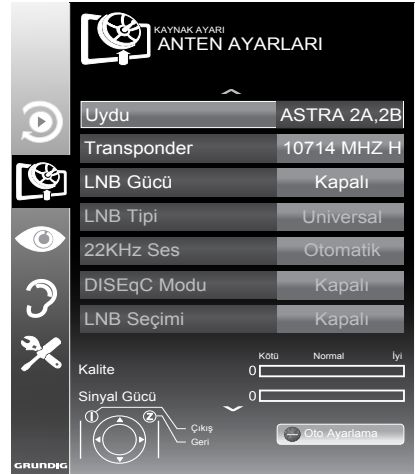 KAYNAK AYARI
ANTEN AYARLARI
Uydu ASTRA 2A,2B
Transponder 10714 MHZ H
LNB Gücü Kapalı
LNB Tipi Universal
22KHz Ses Otomatik
DISEqC Modu Kapalı
LNB Seçimi Kapalı
Kötü Normal İyi
Kalite 0
Sinyal Gücü 0
Çıkış
Geri
Oto Ayarlama
GRUNDIG